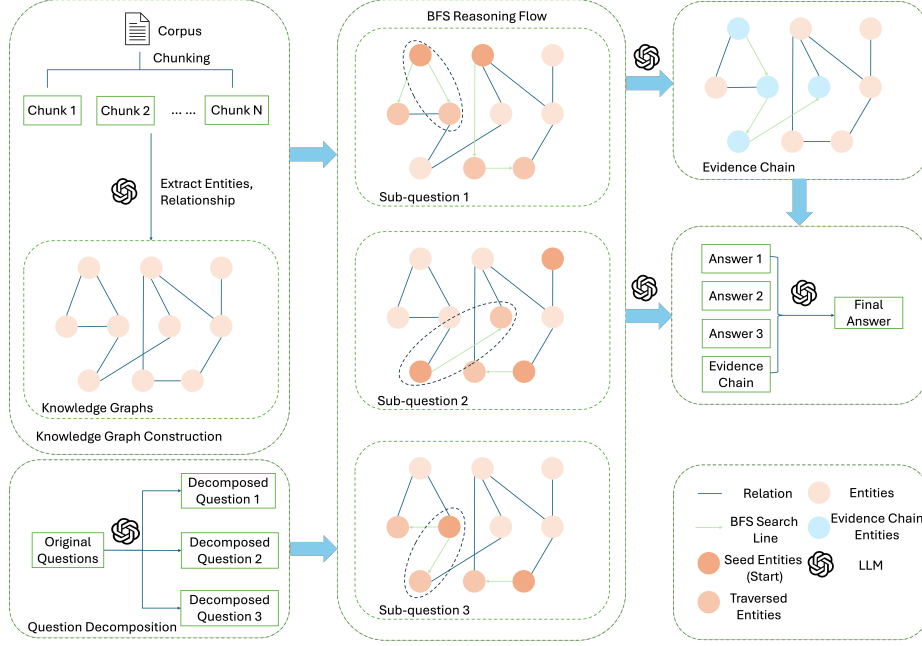 Corpus
Chunking
Chunk 1
Chunk 2
... ...
Chunk N
Extract Entities,
Relationship
Knowledge Graphs
Knowledge Graph Construction
Original
Questions
Decomposed
Question 1
Decomposed
Question 2
Decomposed
Question 3
Question Decomposition
BFS Reasoning Flow
Sub-question 1
Sub-question 2
Sub-question 3
Evidence Chain
Answer 1
Answer 2
Answer 3
Evidence
Chain
Final
Answer
Relation
Entities
BFS Search
Line
Evidence Chain
Entities
Seed Entities
(Start)
LLM
Traversed
Entities